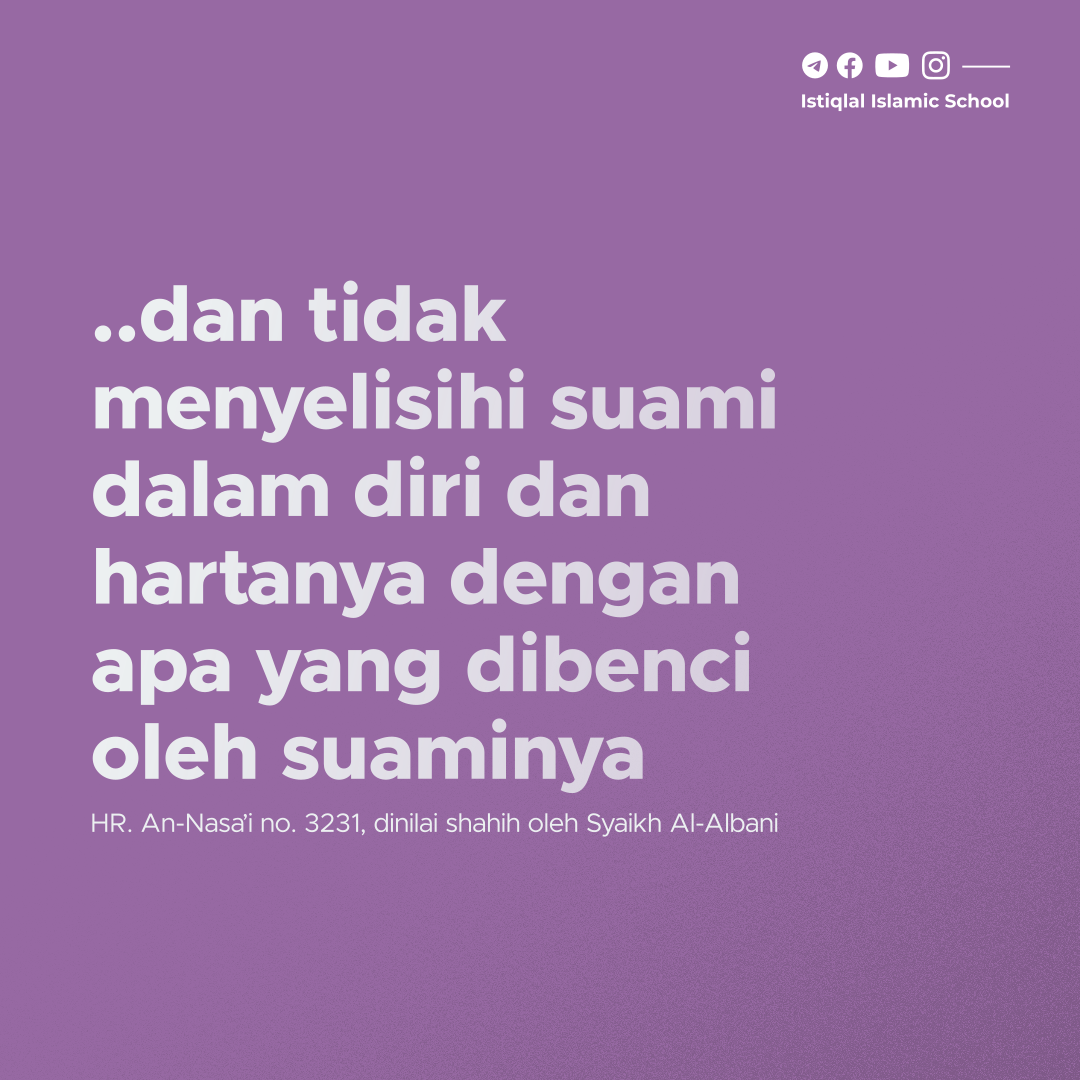 Istiqlal Islamic School
..dan tidak
menyelisihi suami
dalam diri dan
hartanya dengan
apa yang dibenci
oleh suaminya
HR. An-Nasa’i no. 3231, dinilai shahih oleh Syaikh Al-Albani